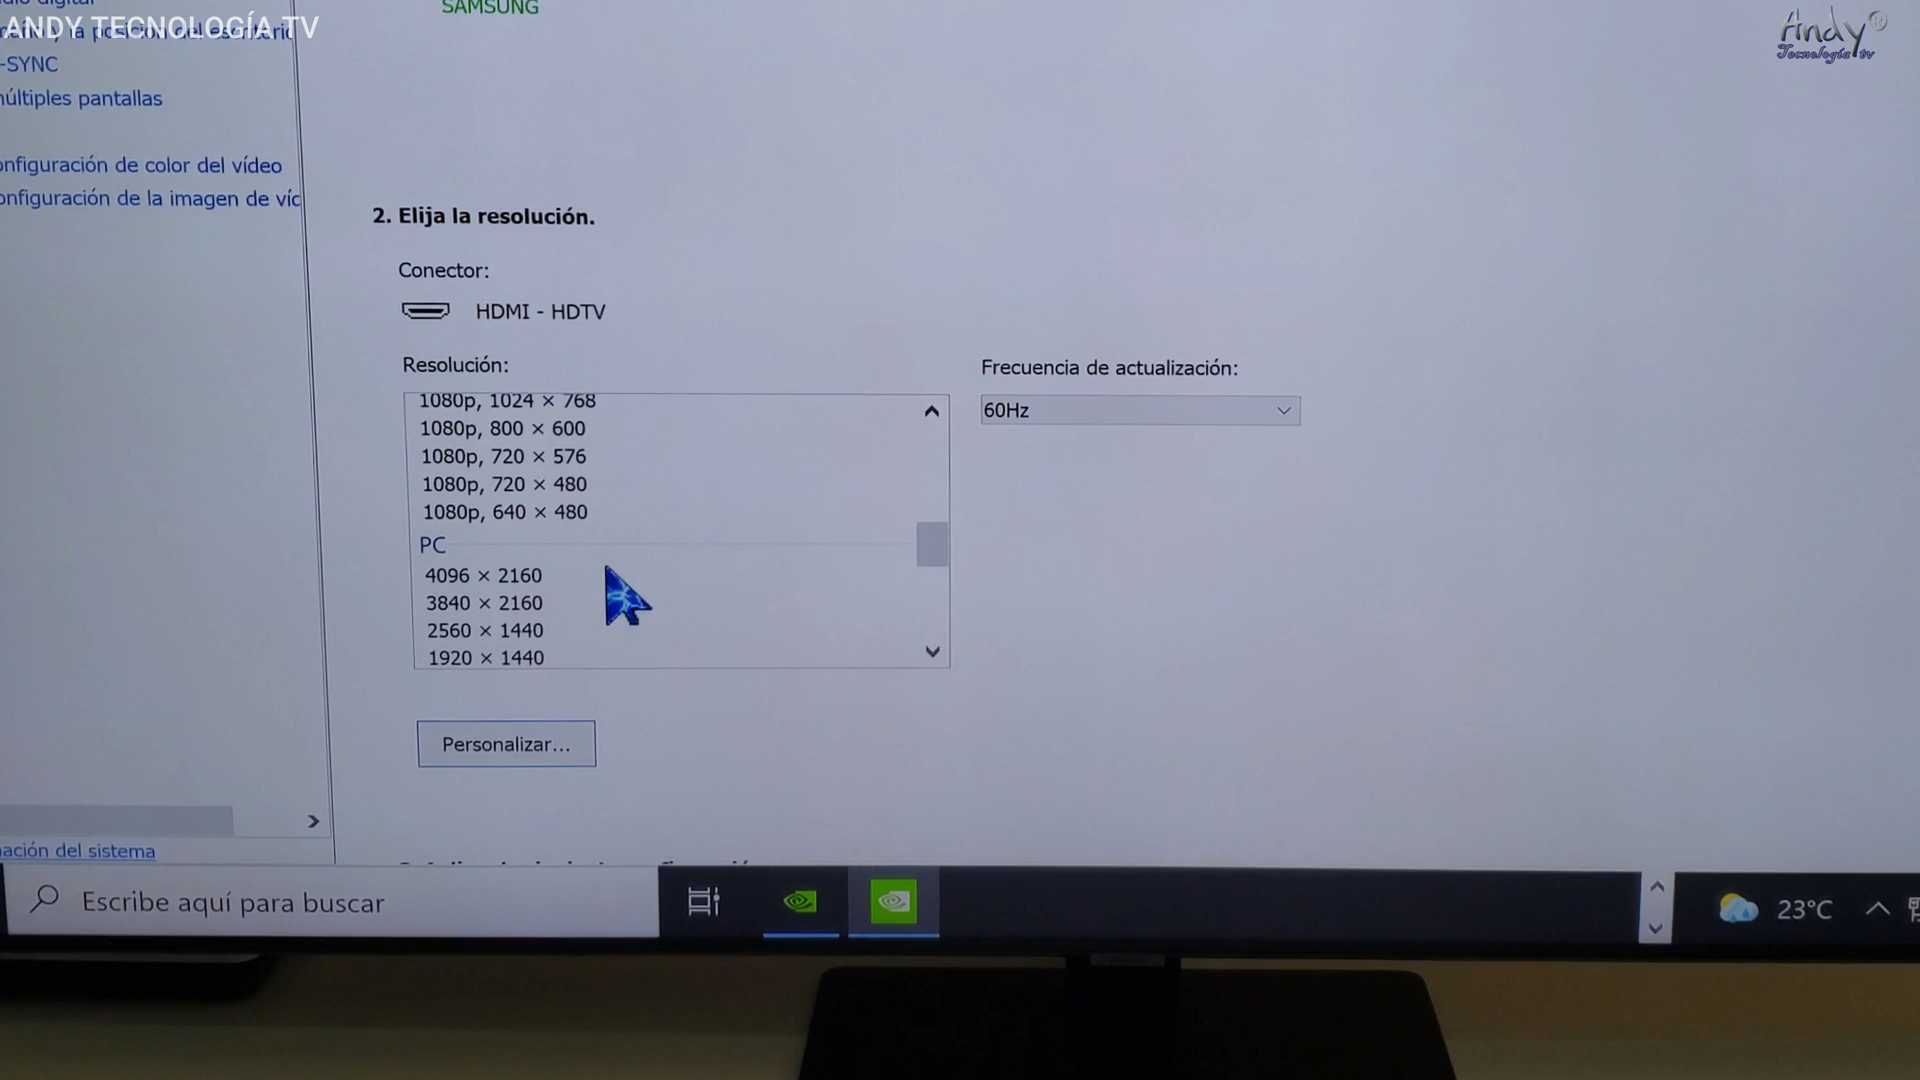 SAMSUNG
ANDY TECNOLOGÍA TV
-SYNC
múltiples pantallas
onfiguración de color del vídeo
onfiguración de la imagen de víd
2. Elija la resolución.
Conector:
HDMI - HDTV
Resolución:
1080p, 1024 × 768
1080p, 800 × 600
1080p, 720 × 576
1080p, 720 × 480
1080p, 640 × 480
PC
4096 × 2160
3840 × 2160
2560 × 1440
1920 × 1440
Frecuencia de actualización:
60Hz
Personalizar...
ación del sistema
Escribe aquí para buscar
23°C
Andy®
Tecnología tv